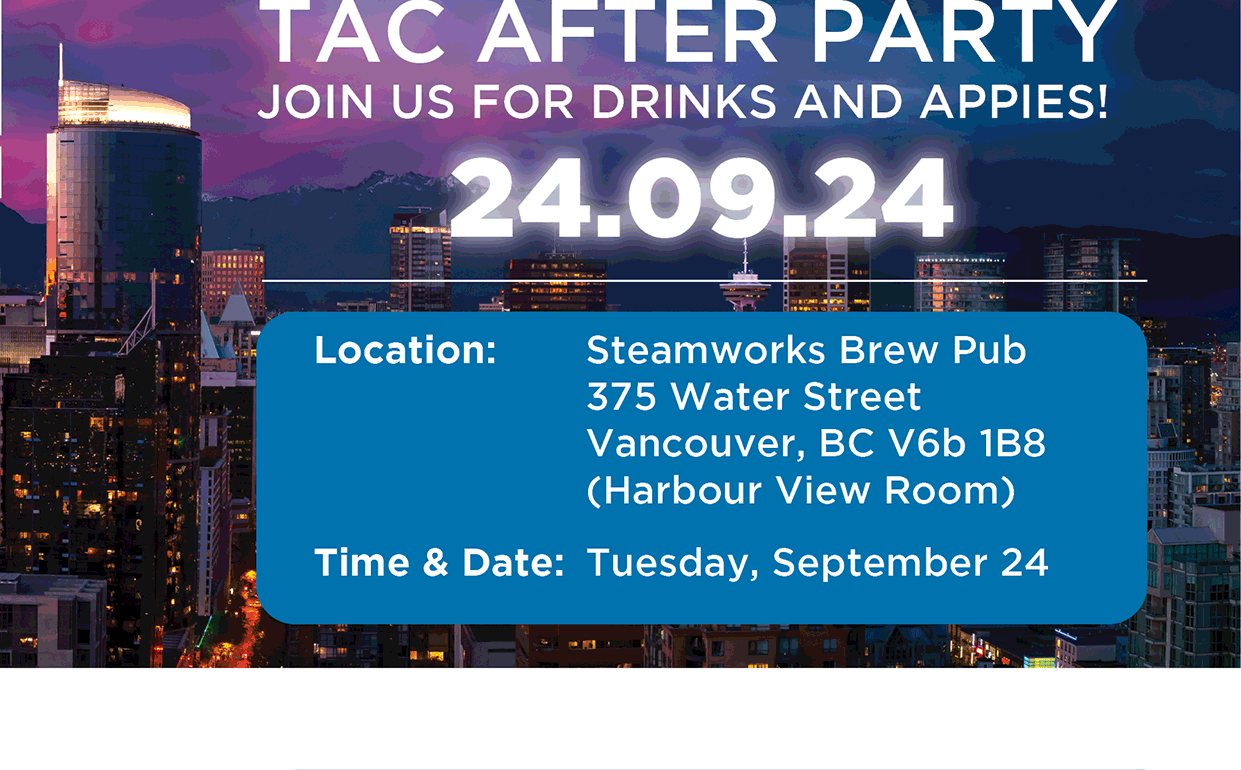 TAC AFTER PARTY
JOIN US FOR DRINKS AND APPIES!
24.09.24
Location: Steamworks Brew Pub
375 Water Street
Vancouver, BC V6b 1B8
(Harbour View Room)
Time & Date: Tuesday, September 24